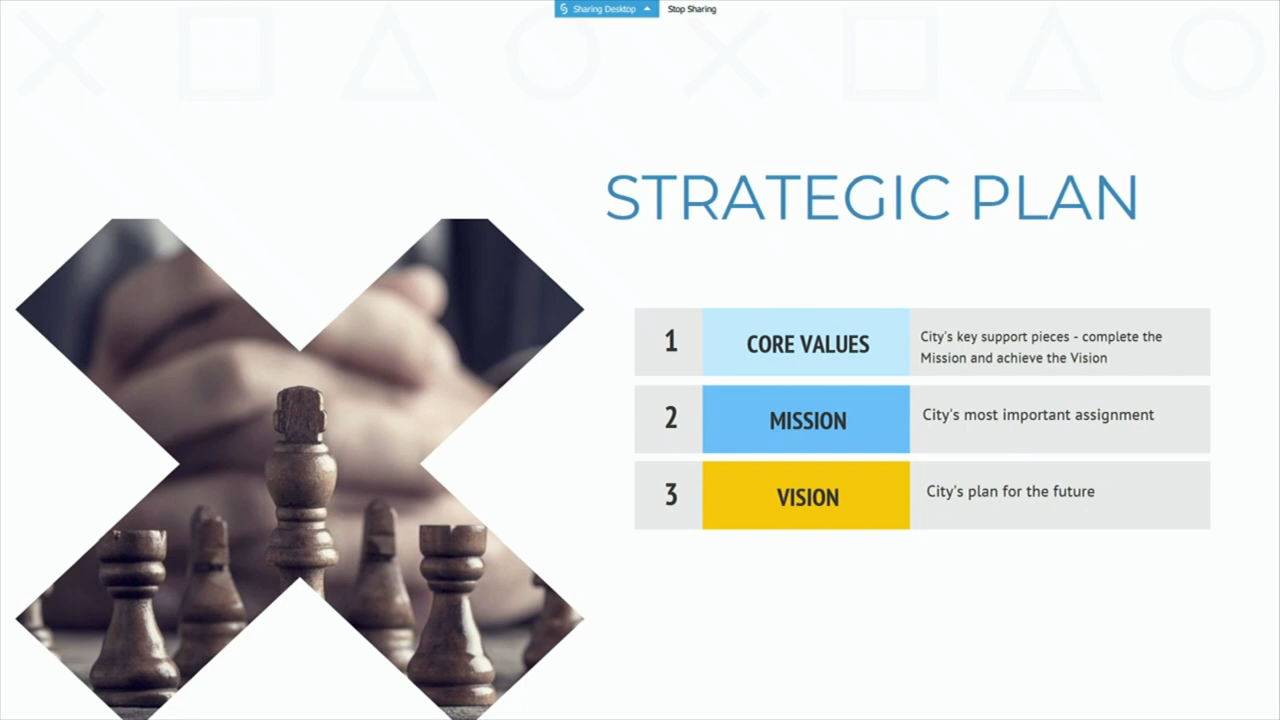 Sharing Desktop Stop Sharing
STRATEGIC PLAN
1 CORE VALUES City's key support pieces - complete the
Mission and achieve the Vision
2 MISSION City's most important assignment
3 VISION City's plan for the future